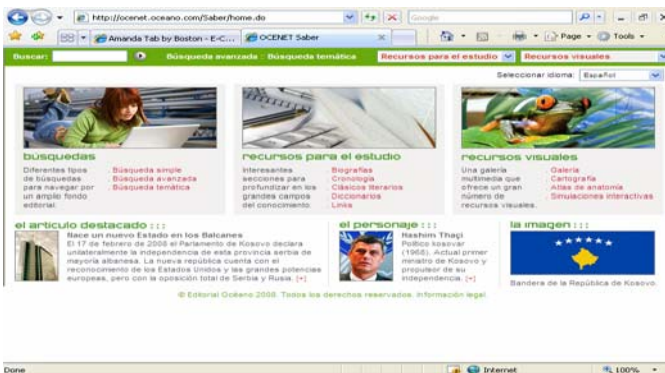 http://ocenet.oceano.com/Saber/home.do
Google
Amanda Tab by Boston - E-C...
OCENET Saber
Page
Tools
Buscar:
Búsqueda avanzada :: Búsqueda temática
Recursos para el estudio
Recursos visuales
Seleccionar idioma: Español
búsquedas
Diferentes tipos
de búsquedas
para navegar por
un amplio fondo
editorial.
. Búsqueda simple
. Búsqueda avanzada
. Búsqueda temática
recursos para el estudio
Interesantes
secciones para
profundizar en los
grandes campos
del conocimiento.
. Biografías
. Cronología
. Clásicos literarios
. Diccionarios
. Links
recursos visuales
Una galería
multimedia que
ofrece un gran
número de
recursos visuales.
. Galería
. Cartografía
. Atlas de anatomía
. Simulaciones interactivas
el artículo destacado :::
Nace un nuevo Estado en los Balcanes
El 17 de febrero de 2008 el Parlamento de Kosovo declara
unilateralmente la independencia de esta provincia serbia de
mayoría albanesa. La nueva república cuenta con el
reconocimiento de los Estados Unidos y las grandes potencias
europeas, pero con la oposición total de Serbia y Rusia. [+]
el personaje :::
Hashim Thaçi
Político kosovar
(1968). Actual primer
ministro de Kosovo y
propulsor de su
independencia. [+]
la imagen :::
Bandera de la República de Kosovo.
© Editorial Océano 2008. Todos los derechos reservados. Información legal
Done
Internet
100%